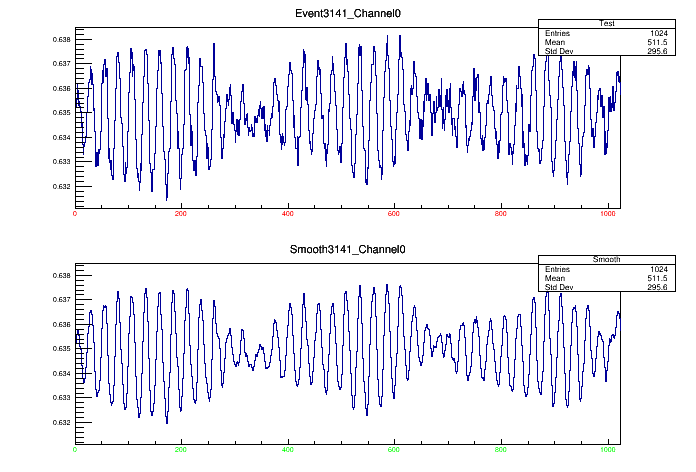 Event3141_Channel0
Test
Entries 1024
Mean 511.5
Std Dev 295.6
0.638
0.637
0.636
0.635
0.634
0.633
0.632
0 200 400 600 800 1000
Smooth3141_Channel0
Smooth
Entries 1024
Mean 511.5
Std Dev 295.6
0.638
0.637
0.636
0.635
0.634
0.633
0.632
0 200 400 600 800 1000